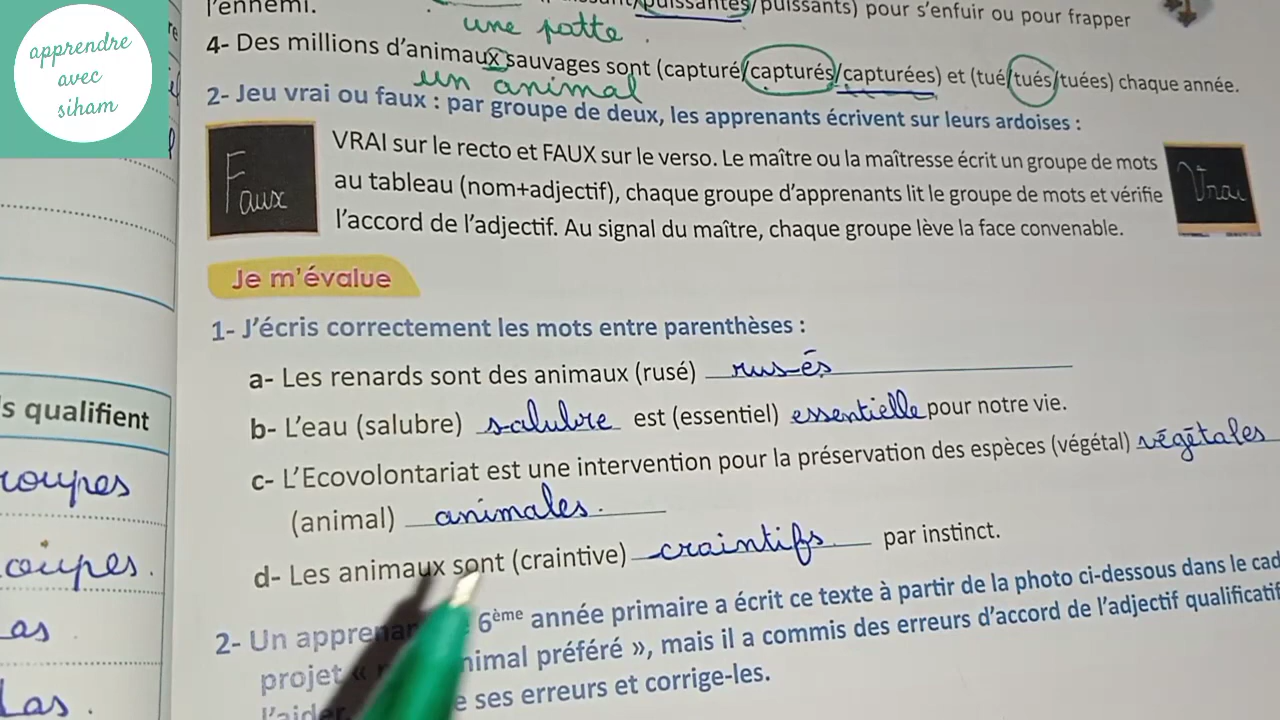 apprendre
avec
siham
l'ennemi.
puissantes/puissants) pour s'enfuir ou pour frapper
une patte.
4- Des millions d'animaux sauvages sont (capturé/capturés/capturées) et (tué/tués/tuées) chaque année.
un animal
2- Jeu vrai ou faux : par groupe de deux, les apprenants écrivent sur leurs ardoises :
Faux
VRAI sur le recto et FAUX sur le verso. Le maître ou la maîtresse écrit un groupe de mots
au tableau (nom+adjectif), chaque groupe d'apprenants lit le groupe de mots et vérifie
l'accord de l'adjectif. Au signal du maître, chaque groupe lève la face convenable.
Vrai
Je m'évalue
1- J'écris correctement les mots entre parenthèses :
a- Les renards sont des animaux (rusé) rusés
b- L'eau (salubre) salubre est (essentiel) essentielle pour notre vie.
c- L'Ecovolontariat est une intervention pour la préservation des espèces (végétal) végétales
(animal) animales.
d- Les animaux sont (craintive) craintifs par instinct.
2- Un apprenan 6ème année primaire a écrit ce texte à partir de la photo ci-dessous dans le cad
projet « nimal préféré », mais il a commis des erreurs d'accord de l'adjectif qualificatif
l'aider ses erreurs et corrige-les.
s qualifient
roupes
oupes.
as
las.